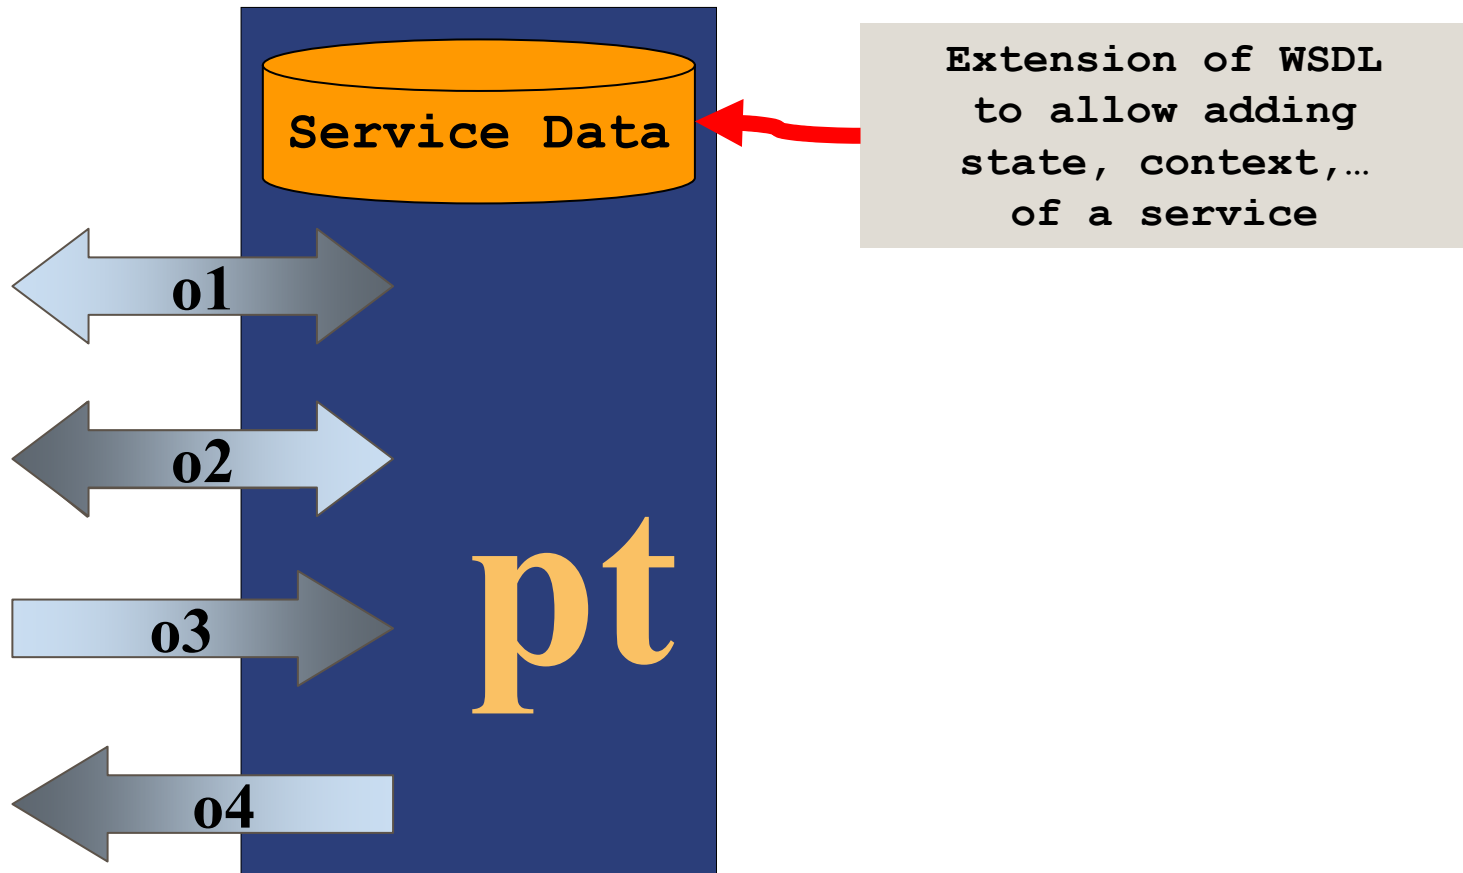 Service Data
Extension of WSDL
to allow adding
state, context,…
of a service
o1
o2
pt
o3
o4